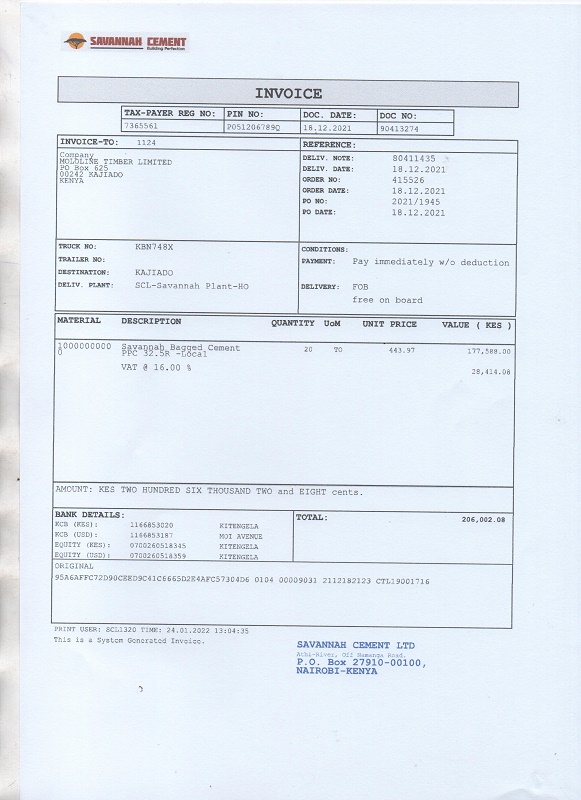 SAVANNAH CEMENT
Building Perfection
INVOICE
TAX-PAYER REG NO: PIN NO: DOC. DATE: DOC NO:
7365561 P051206789Q 18.12.2021 90413274
INVOICE-TO: 1124
Company
MOLOLINE TIMBER LIMITED
PO Box 625
00242 KAJIADO
KENYA
REFERENCE:
DELIV. NOTE: 80411435
DELIV. DATE: 18.12.2021
ORDER NO: 415526
ORDER DATE: 18.12.2021
PO NO: 2021/1945
PO DATE: 18.12.2021
TRUCK NO: KBN748X
TRAILER NO:
DESTINATION: KAJIADO
DELIV. PLANT: SCL-Savannah Plant-HO
CONDITIONS:
PAYMENT: Pay immediately w/o deduction
DELIVERY: FOB
free on board
MATERIAL DESCRIPTION QUANTITY UoM UNIT PRICE VALUE ( KES )
1000000000 Savannah Bagged Cement 20 TO 443.97 177,588.00
0 PPC 32.5R -Local
VAT @ 16.00 % 28,414.08
AMOUNT: KES TWO HUNDRED SIX THOUSAND TWO and EIGHT cents.
BANK DETAILS:
KCB (KES): 1166853020 KITENGELA
KCB (USD): 1166853187 MOI AVENUE
EQUITY (KES): 0700260518345 KITENGELA
EQUITY (USD): 0700260518359 KITENGELA
TOTAL: 206,002.08
ORIGINAL
95A6AFFC72D90CEED9C41C6665D2E4AFC57304D6 0104 00009031 2112182123 CTL19001716
PRINT USER: SCL1320 TIME: 24.01.2022 13:04:35
This is a System Generated Invoice.
SAVANNAH CEMENT LTD
Athi-River, Off Namanga Road.
P.O. Box 27910-00100,
NAIROBI-KENYA